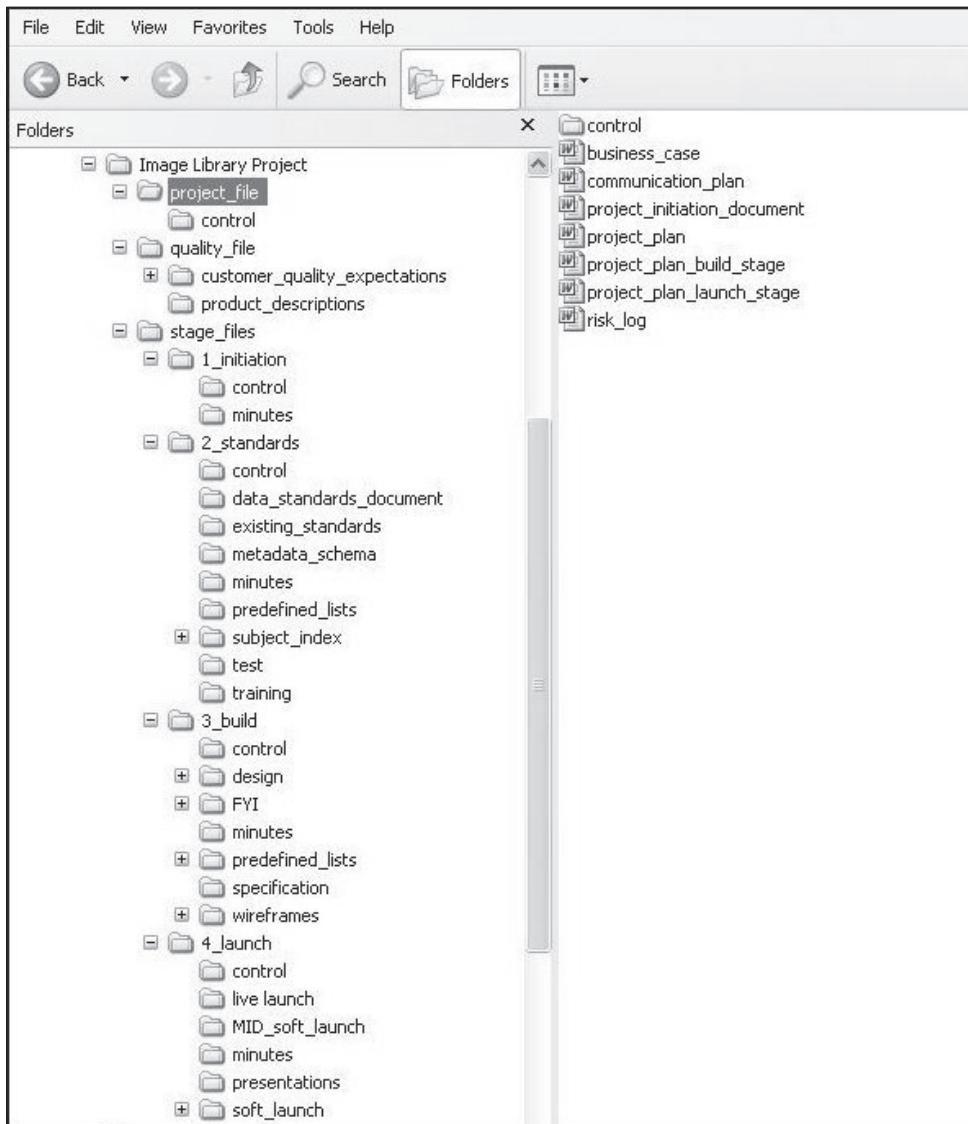 File Edit View Favorites Tools Help
Back Search Folders
Folders
Image Library Project
project_file
control
quality_file
customer_quality_expectations
product_descriptions
stage_files
1_initiation
control
minutes
2_standards
control
data_standards_document
existing_standards
metadata_schema
minutes
predefined_lists
subject_index
test
training
3_build
control
design
FYI
minutes
predefined_lists
specification
wireframes
4_launch
control
live launch
MID_soft_launch
minutes
presentations
soft_launch
control
business_case
communication_plan
project_initiation_document
project_plan
project_plan_build_stage
project_plan_launch_stage
risk_log